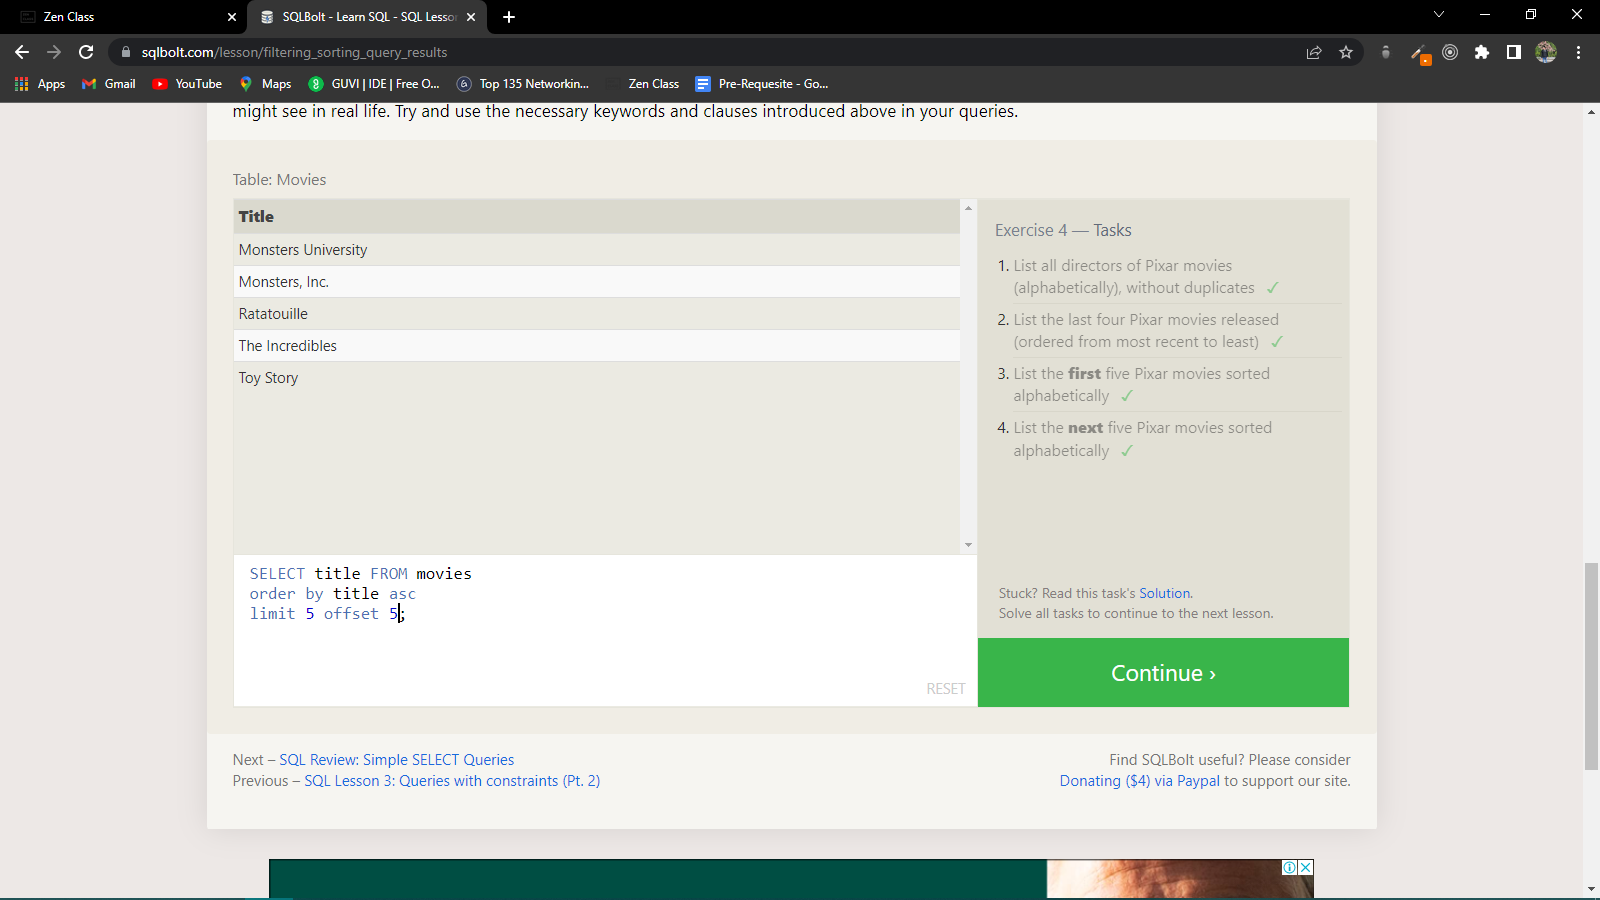 Zen Class
SQLBolt - Learn SQL - SQL Lesson
sqlbolt.com/lesson/filtering_sorting_query_results
Apps
Gmail
YouTube
Maps
GUVI | IDE | Free O...
Top 135 Networkin...
Zen Class
Pre-Requesite - Go...
might see in real life. Try and use the necessary keywords and clauses introduced above in your queries.
Table: Movies
Title
Monsters University
Monsters, Inc.
Ratatouille
The Incredibles
Toy Story
SELECT title FROM movies
order by title asc
limit 5 offset 5;
RESET
Exercise 4 — Tasks
1. List all directors of Pixar movies
(alphabetically), without duplicates ✓
2. List the last four Pixar movies released
(ordered from most recent to least) ✓
3. List the first five Pixar movies sorted
alphabetically ✓
4. List the next five Pixar movies sorted
alphabetically ✓
Stuck? Read this task's Solution.
Solve all tasks to continue to the next lesson.
Continue ›
Next – SQL Review: Simple SELECT Queries
Previous – SQL Lesson 3: Queries with constraints (Pt. 2)
Find SQLBolt useful? Please consider
Donating ($4) via Paypal to support our site.